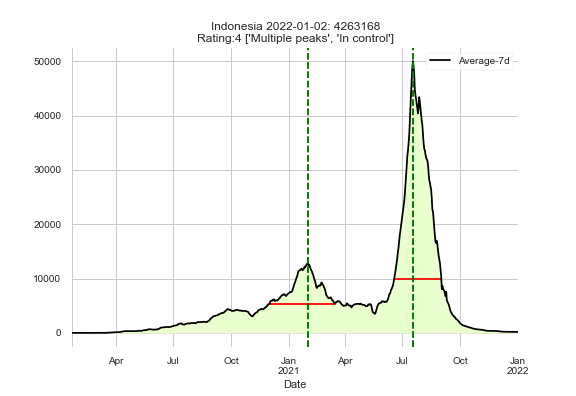 Indonesia 2022-01-02: 4263168
Rating:4 ['Multiple peaks', 'In control']
Average-7d
50000
40000
30000
20000
10000
0
Apr Jul Oct Jan Apr Jul Oct Jan
2021 2022
Date